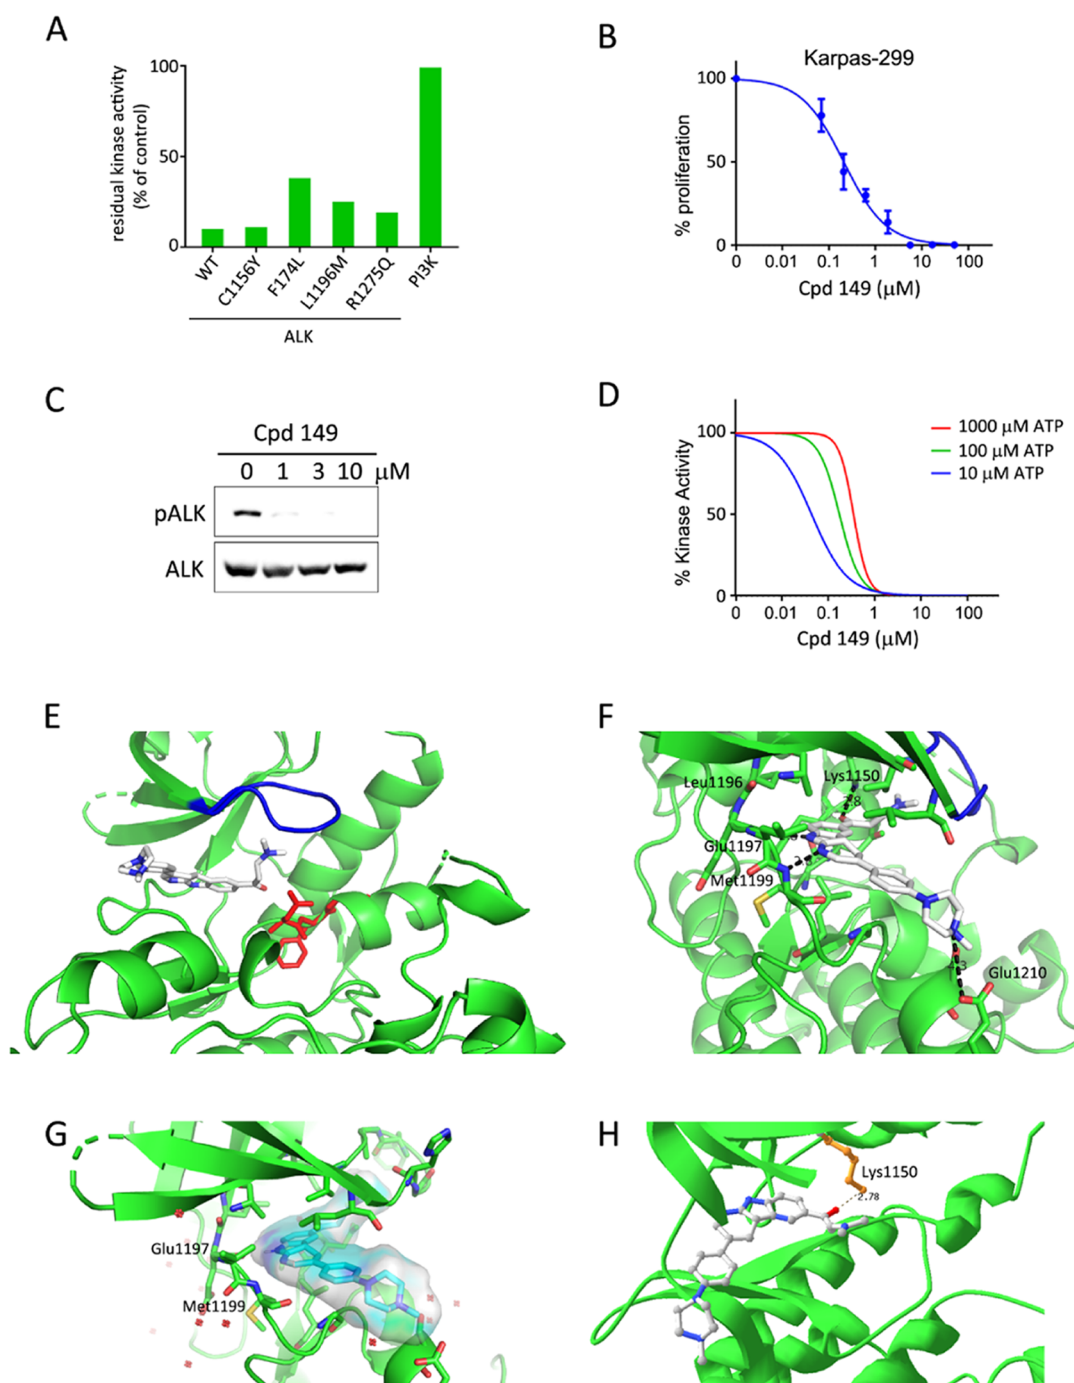 A
residual kinase activity
(% of control)
100
50
0
WT
C1156Y
F174L
L1196M
R1275Q
PI3K
ALK
B
Karpas-299
% proliferation
100
50
0
0 0.01 0.1 1 10 100
Cpd 149 (µM)
C
Cpd 149
0 1 3 10 µM
pALK
ALK
D
% Kinase Activity
100
50
0
0 0.01 0.1 1 10 100
Cpd 149 (µM)
1000 µM ATP
100 µM ATP
10 µM ATP
E
F
Leu1196
Lys1150
Glu1197
Met1199
Glu1210
G
Glu1197
Met1199
H
Lys1150
2.78